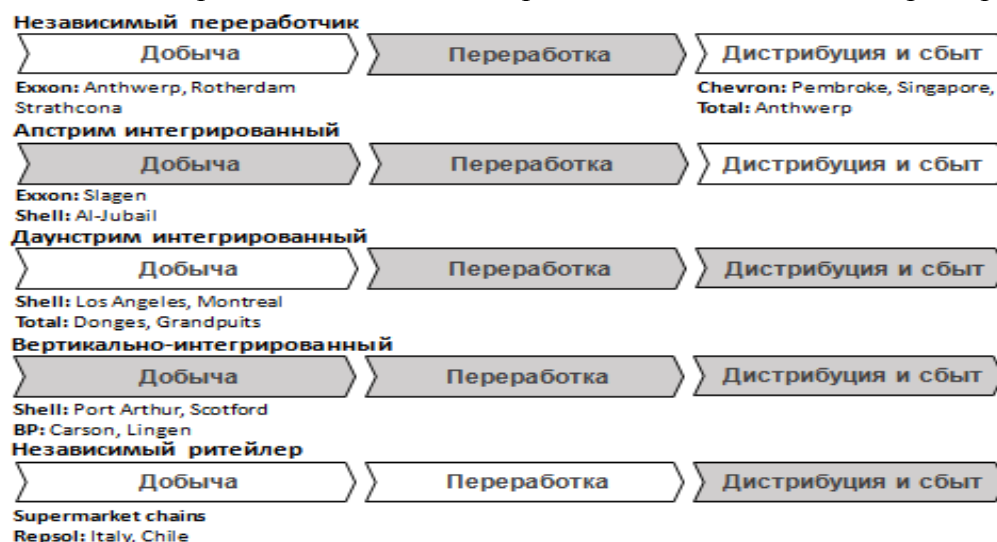 Независимый переработчик
Добыча Переработка Дистрибуция и сбыт
Exxon: Anthwerp, Rotherdam Chevron: Pembroke, Singapore,
Strathcona Total: Anthwerp
Апстрим интегрированный
Добыча Переработка Дистрибуция и сбыт
Exxon: Slagen
Shell: Al-Jubail
Даунстрим интегрированный
Добыча Переработка Дистрибуция и сбыт
Shell: Los Angeles, Montreal
Total: Donges, Grandpuits
Вертикально-интегрированный
Добыча Переработка Дистрибуция и сбыт
Shell: Port Arthur, Scotford
BP: Carson, Lingen
Независимый ритейлер
Добыча Переработка Дистрибуция и сбыт
Supermarket chains
Repsol: Italy, Chile